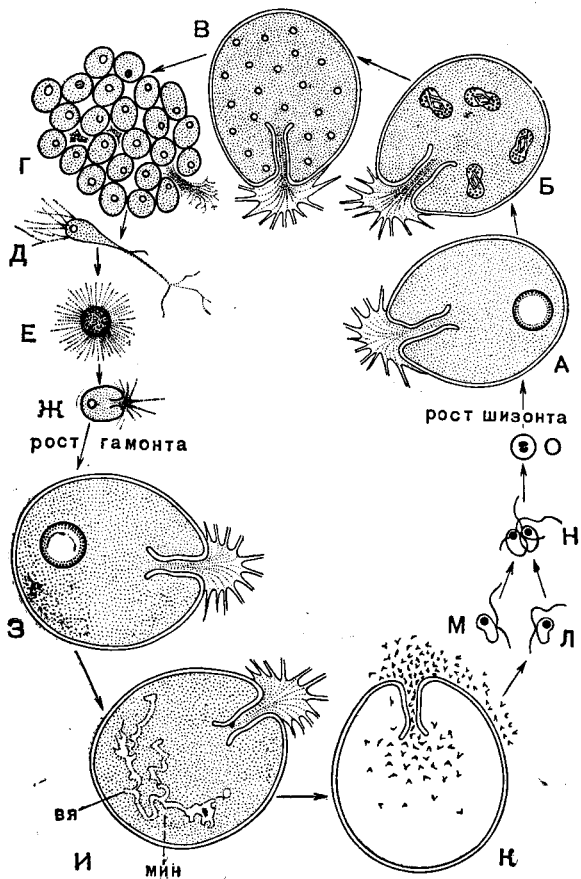 В
Г
Б
Д
А
Е
Ж
рост гамонта
рост шизонта
О
Н
З
М
Л
вя
мин
И
К